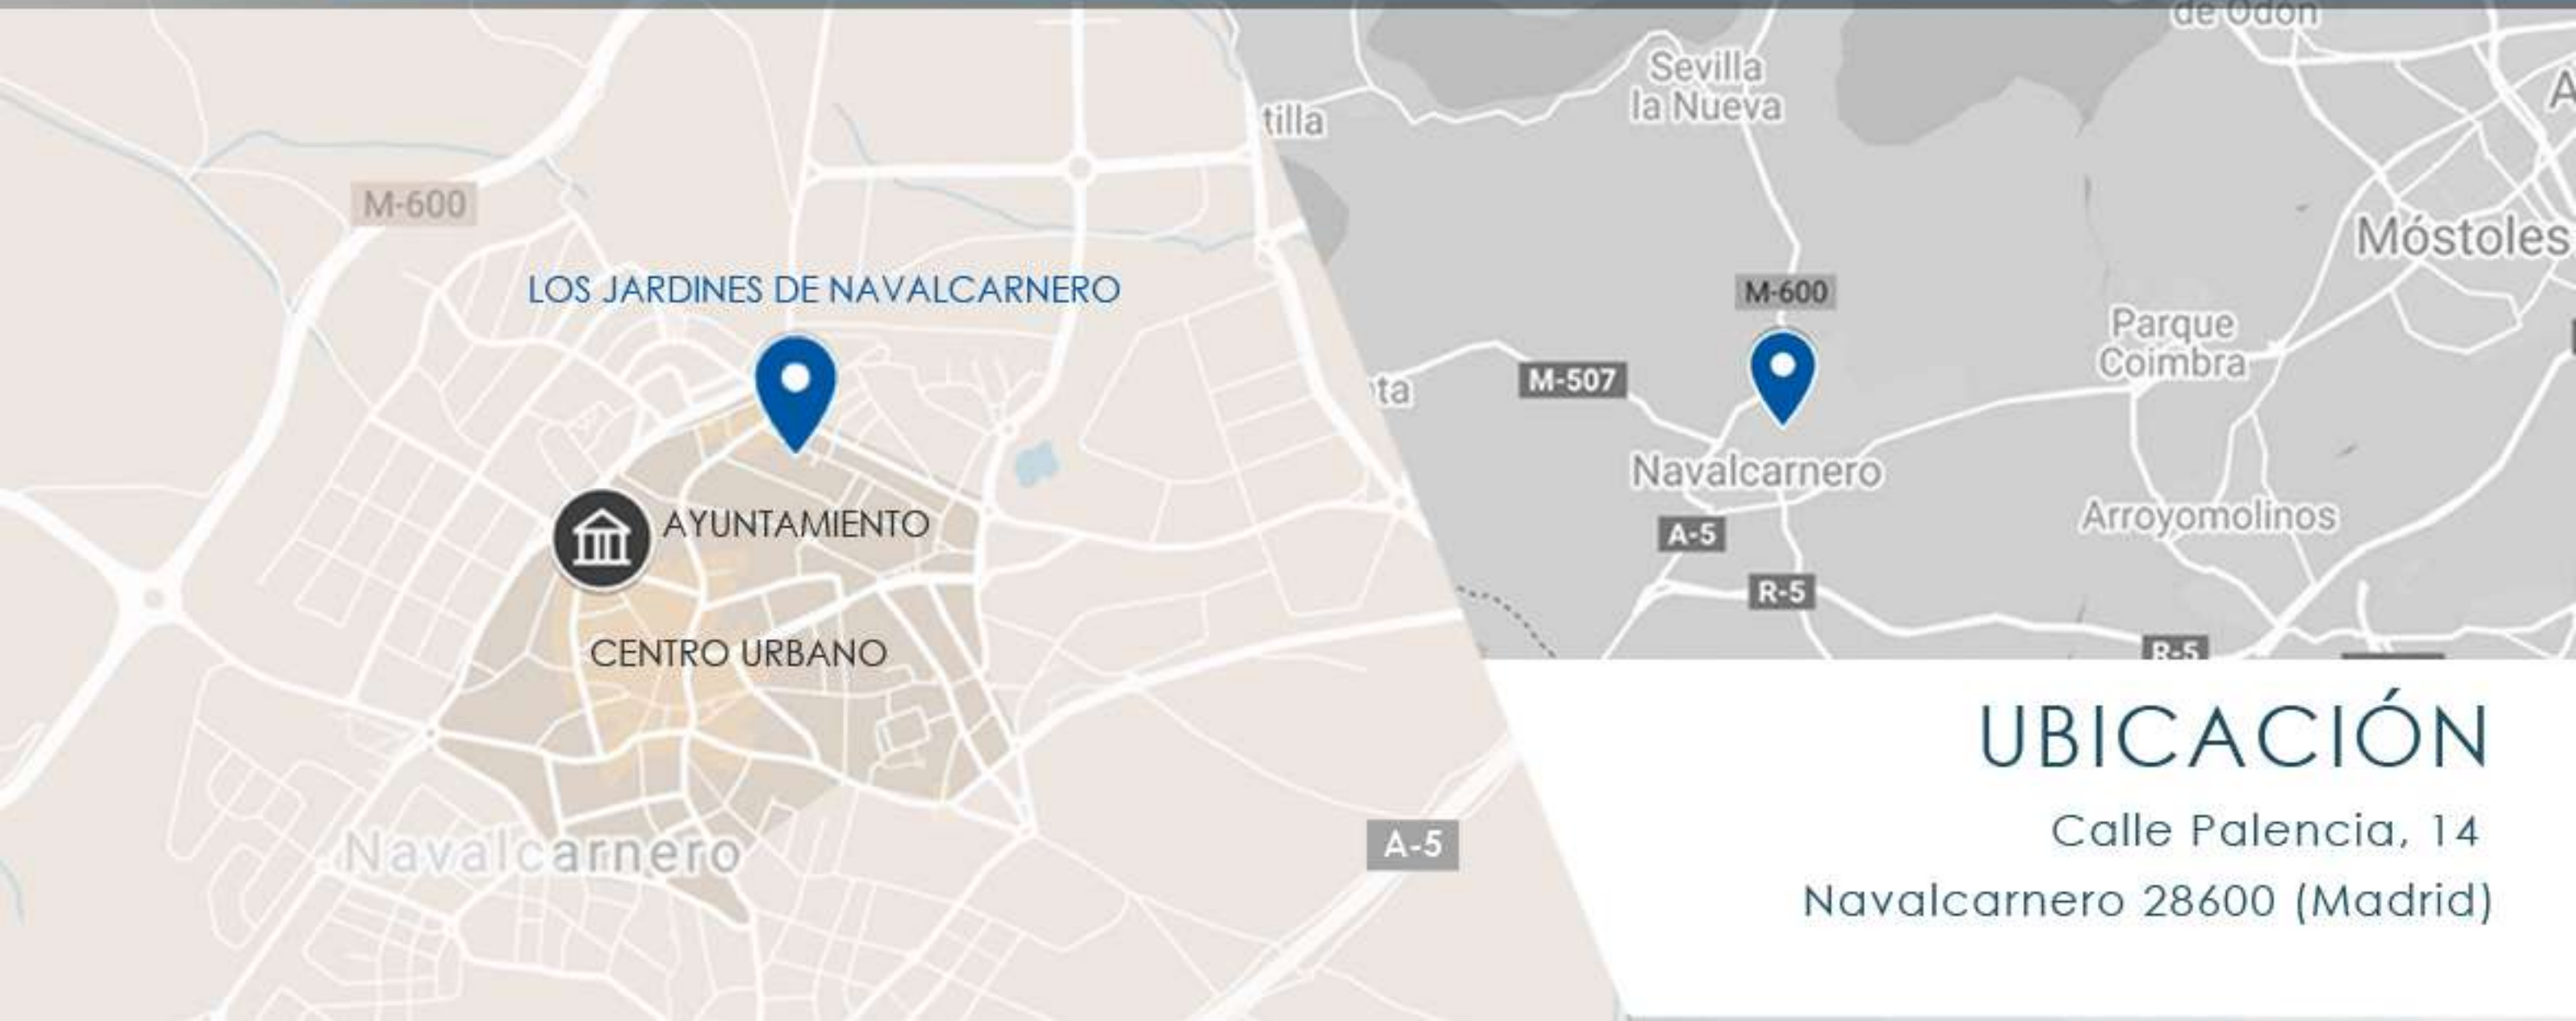 M-600
LOS JARDINES DE NAVALCARNERO
AYUNTAMIENTO
CENTRO URBANO
Navalcarnero
A-5
de Odón
Sevilla
la Nueva
tilla
A
Móstoles
M-600
Parque
Coimbra
M-507
ta
Navalcarnero
Arroyomolinos
A-5
R-5
R-5
UBICACIÓN
Calle Palencia, 14
Navalcarnero 28600 (Madrid)